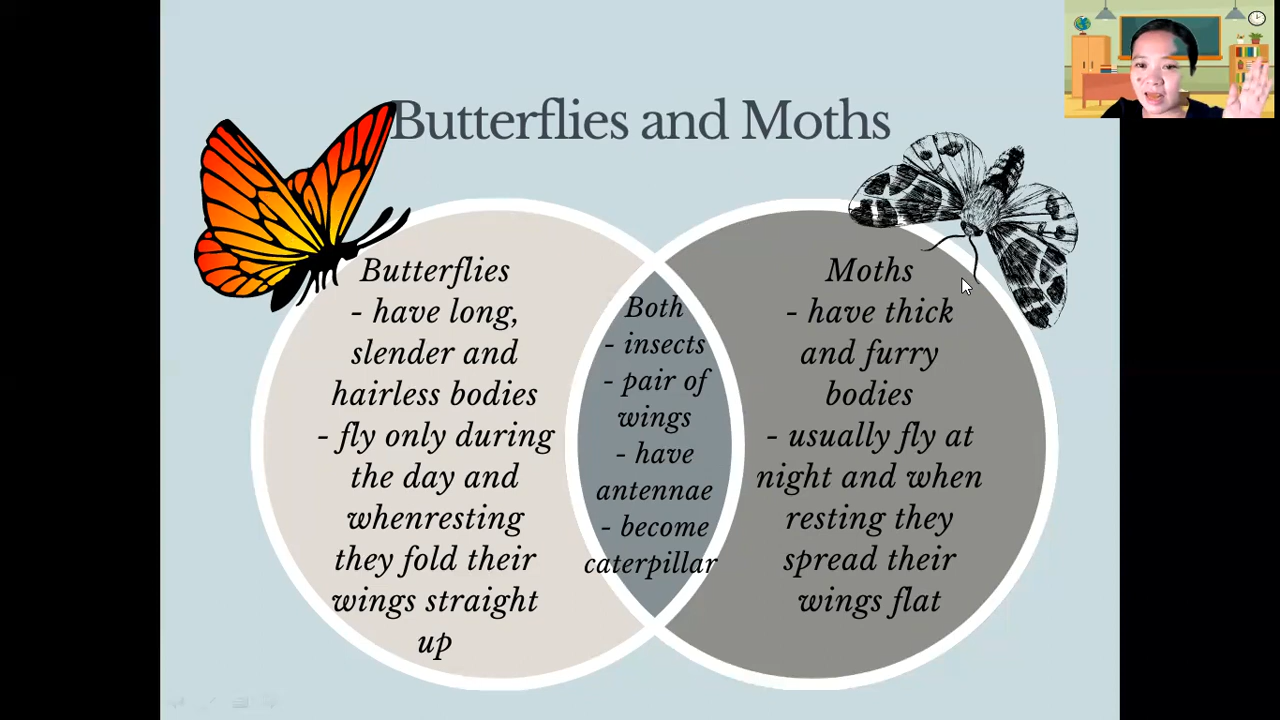 Butterflies and Moths
Butterflies
- have long,
slender and
hairless bodies
- fly only during
the day and
whenresting
they fold their
wings straight
up
Both
- insects
- pair of
wings
- have
antennae
- become
caterpillar
Moths
- have thick
and furry
bodies
- usually fly at
night and when
resting they
spread their
wings flat